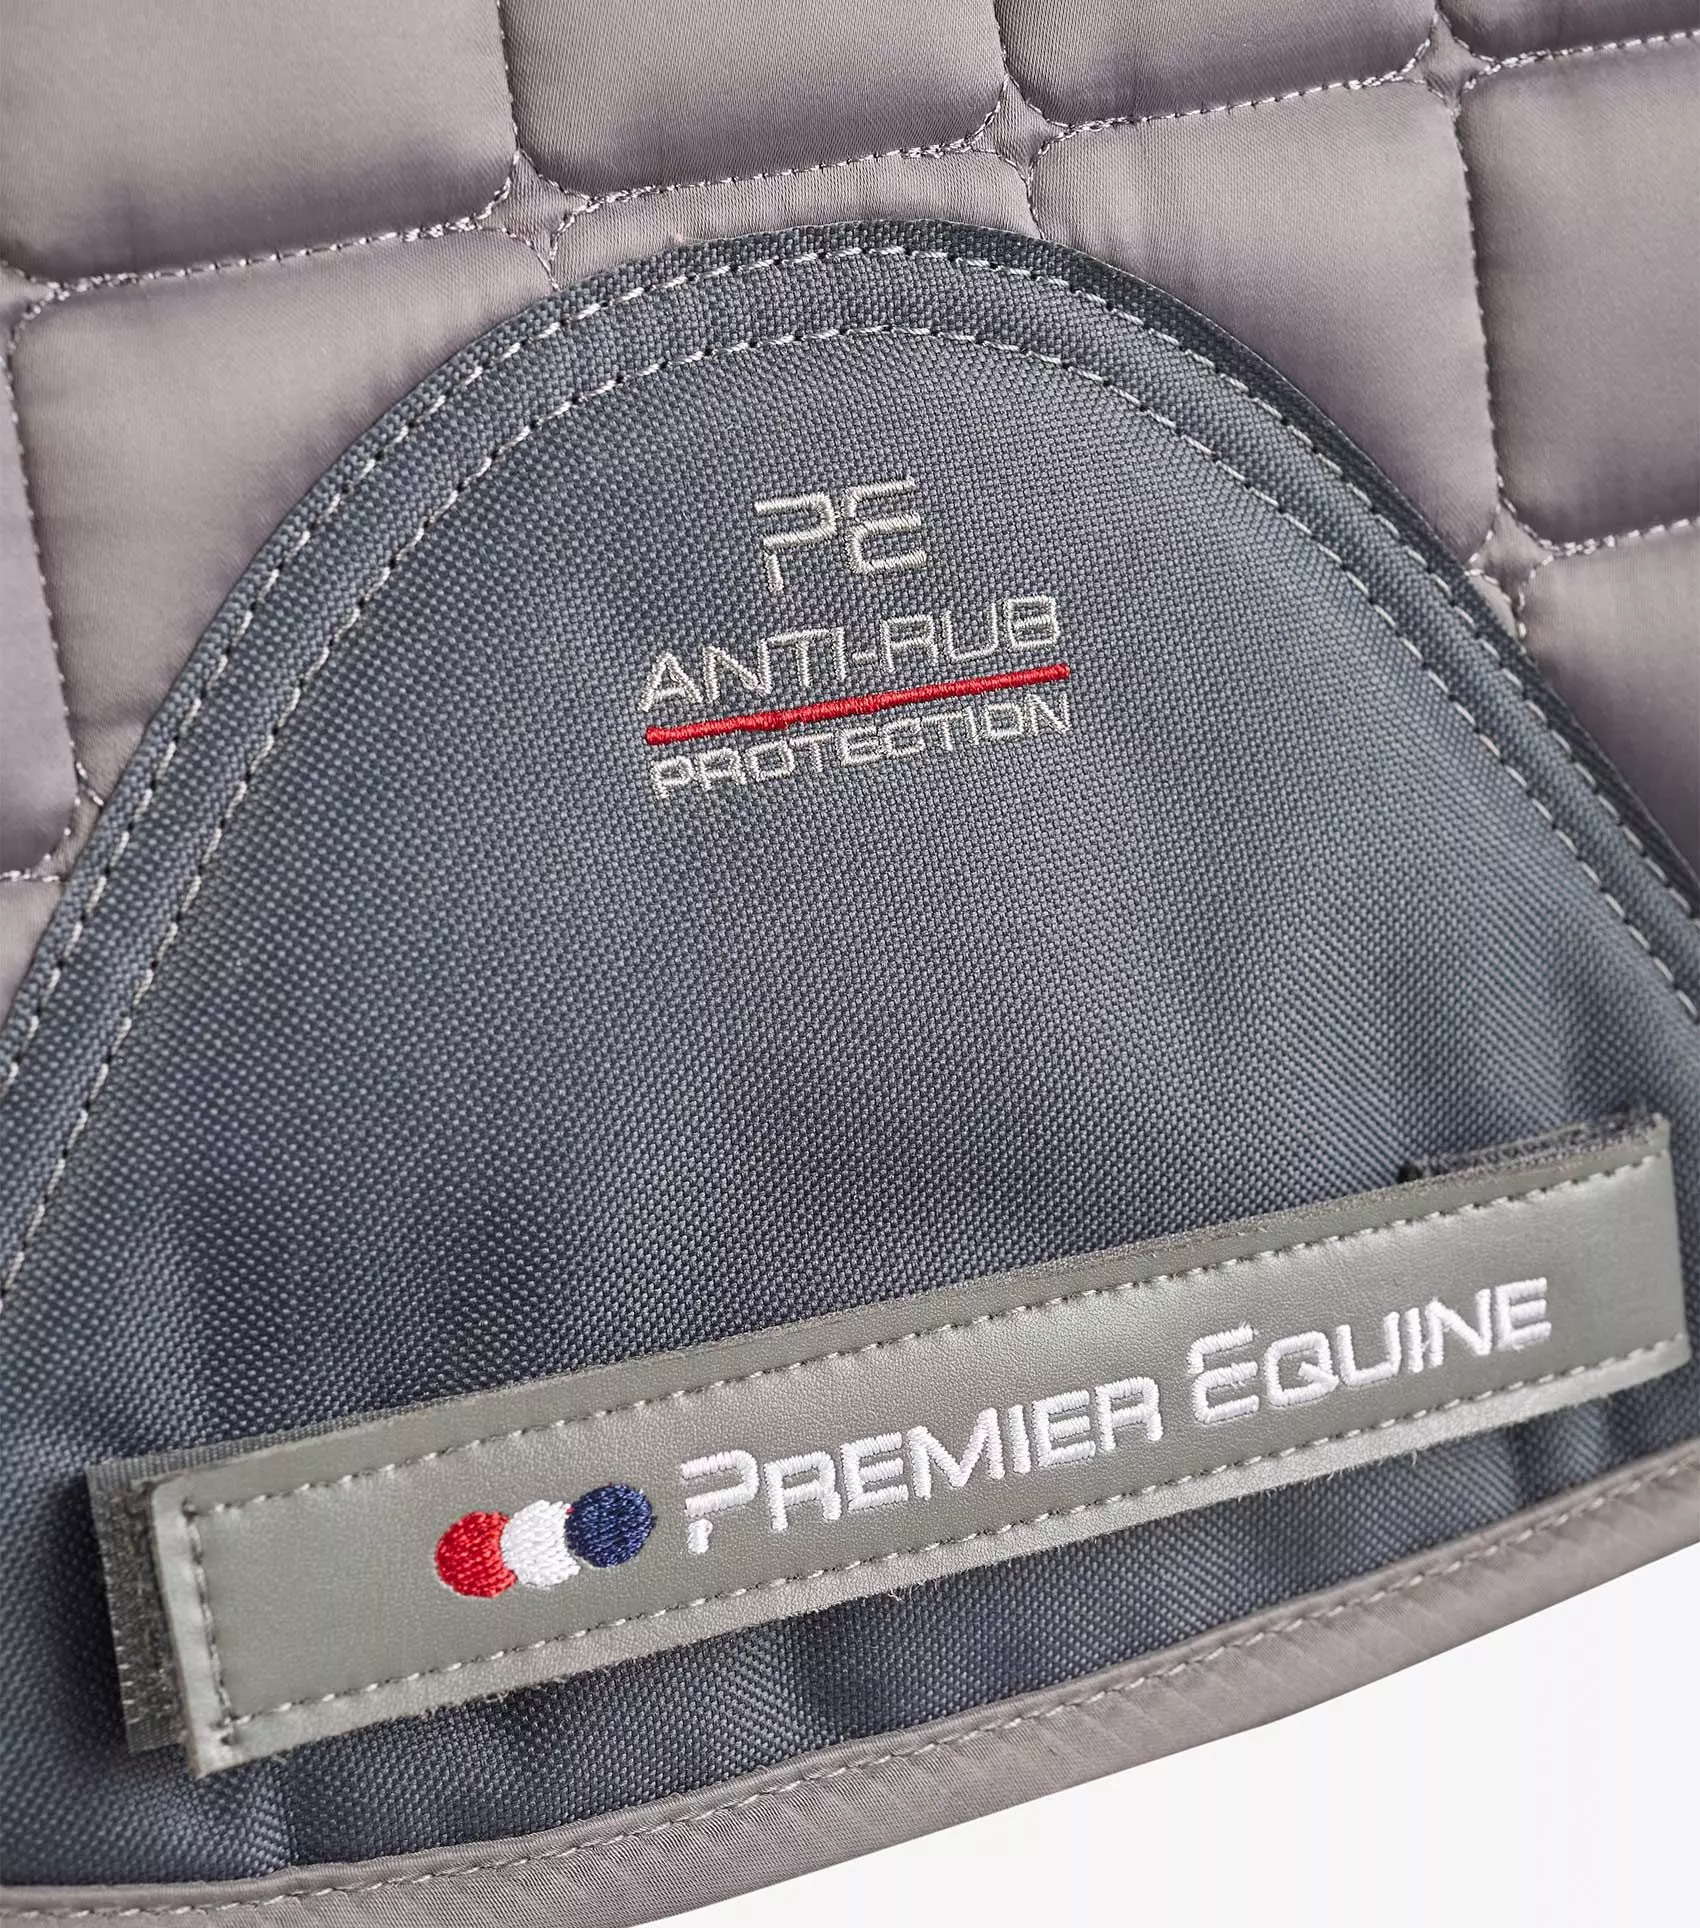 PE
ANTI-RUB
PROTECTION
PREMIER EQUINE